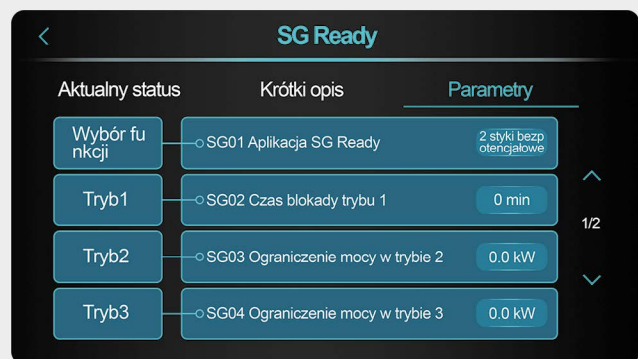 SG Ready
Aktualny status Krótki opis Parametry
Wybór fu
nkcji
SG01 Aplikacja SG Ready
2 styki bezp
otencjałowe
Tryb1
SG02 Czas blokady trybu 1
0 min
1/2
Tryb2
SG03 Ograniczenie mocy w trybie 2
0.0 kW
Tryb3
SG04 Ograniczenie mocy w trybie 3
0.0 kW